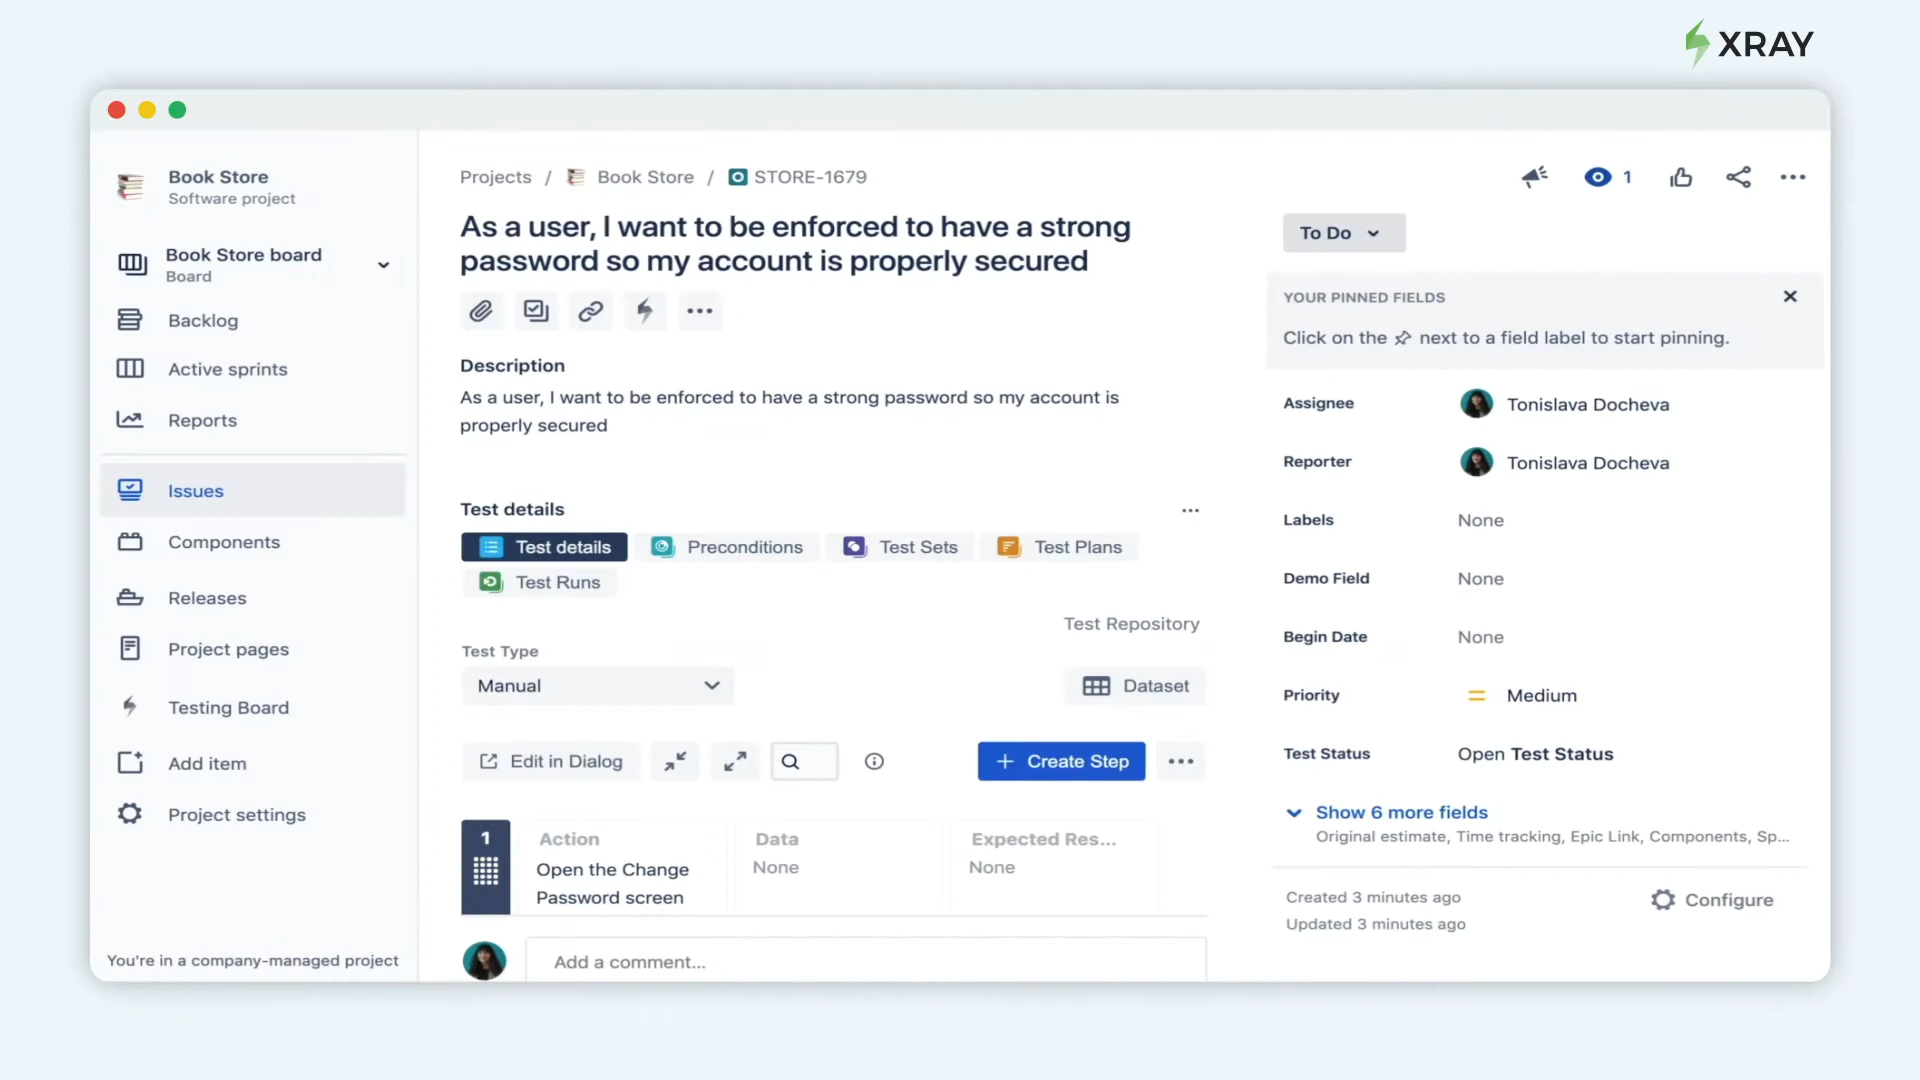 XRAY
Book Store
Software project
Book Store board
Board
Backlog
Active sprints
Reports
Issues
Components
Releases
Project pages
Testing Board
Add item
Project settings
You're in a company-managed project
Projects / Book Store / STORE-1679
As a user, I want to be enforced to have a strong
password so my account is properly secured
Description
As a user, I want to be enforced to have a strong password so my account is
properly secured
Test details
Test details Preconditions Test Sets Test Plans
Test Runs
Test Repository
Test Type
Manual
Dataset
Edit in Dialog
Create Step
1
Action
Open the Change
Password screen
Data
None
Expected Res...
None
Add a comment...
1
To Do
YOUR PINNED FIELDS
Click on the next to a field label to start pinning.
Assignee Tonislava Docheva
Reporter Tonislava Docheva
Labels None
Demo Field None
Begin Date None
Priority Medium
Test Status Open Test Status
Show 6 more fields
Original estimate, Time tracking, Epic Link, Components, Sp...
Created 3 minutes ago
Updated 3 minutes ago
Configure